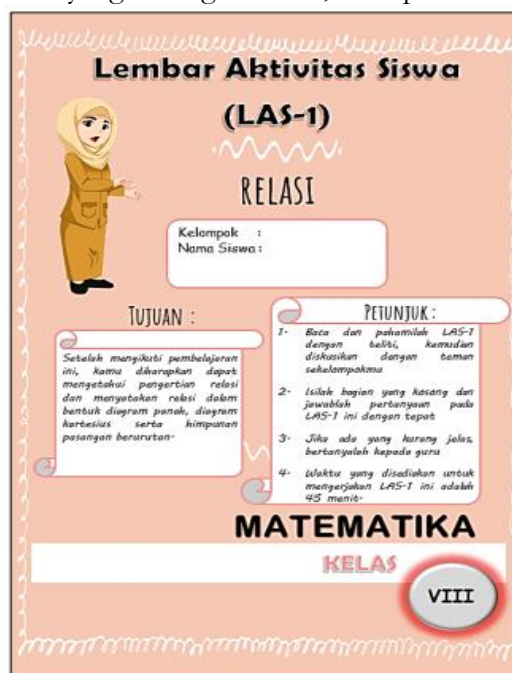 Lembar Aktivitas Siswa
(LAS-1)
RELASI
Kelompok :
Nama Siswa :
TUJUAN :
Setelah mengikuti pembelajaran
ini, kamu diharapkan dapat
mengetahui pengertian relasi
dan menyatakan relasi dalam
bentuk diagram panah, diagram
kartesius serta himpunan
pasangan berurutan.
PETUNJUK :
1. Baca dan pahamilah LAS-1
dengan teliti, kemudian
diskusikan dengan teman
sekelompokmu
2. Isilah bagian yang kosong dan
jawablah pertanyaan pada
LAS-1 ini dengan tepat
3. Jika ada yang kurang jelas,
bertanyalah kepada guru
4. Waktu yang disediakan untuk
mengerjakan LAS-1 ini adalah
45 menit.
MATEMATIKA
KELAS
VIII